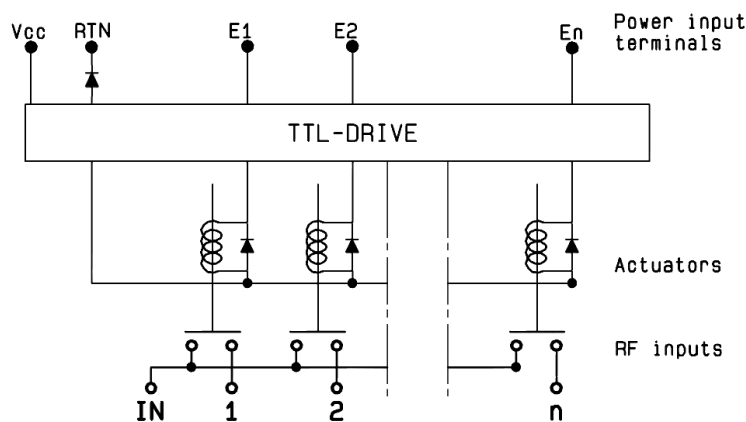 Vcc RTN E1 E2 En Power input
terminals
TTL-DRIVE
Actuators
RF inputs
IN 1 2 n